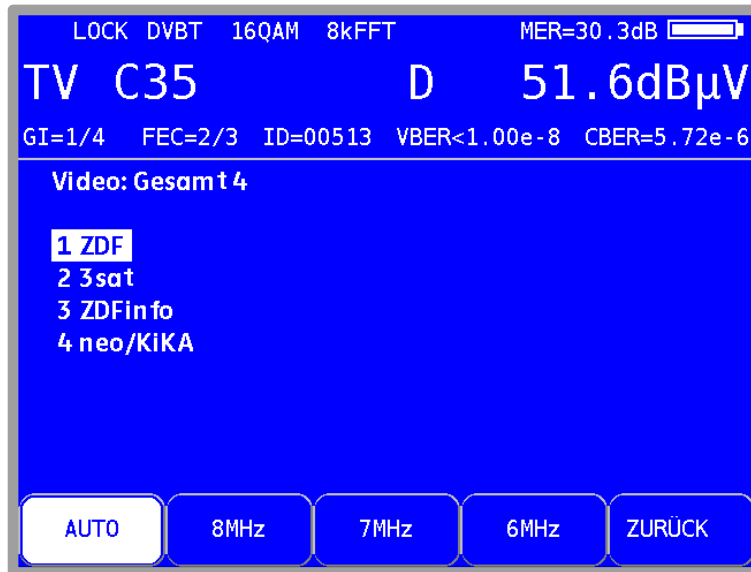 LOCK DVBT 16QAM 8kFFT MER=30.3dB
TV C35 D 51.6dBµV
GI=1/4 FEC=2/3 ID=00513 VBER<1.00e-8 CBER=5.72e-6
Video: Gesamt 4
1 ZDF
2 3sat
3 ZDFinfo
4 neo/KiKA
AUTO 8MHz 7MHz 6MHz ZURÜCK